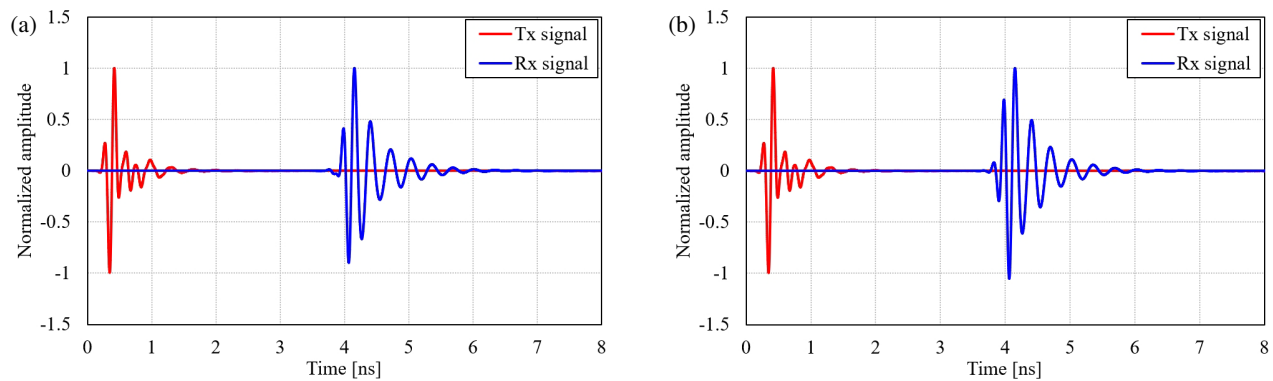 (a)
Normalized amplitude
1.5
1
0.5
0
-0.5
-1
-1.5
Tx signal
Rx signal
0 1 2 3 4 5 6 7 8
Time [ns]
(b)
Normalized amplitude
1.5
1
0.5
0
-0.5
-1
-1.5
Tx signal
Rx signal
0 1 2 3 4 5 6 7 8
Time [ns]